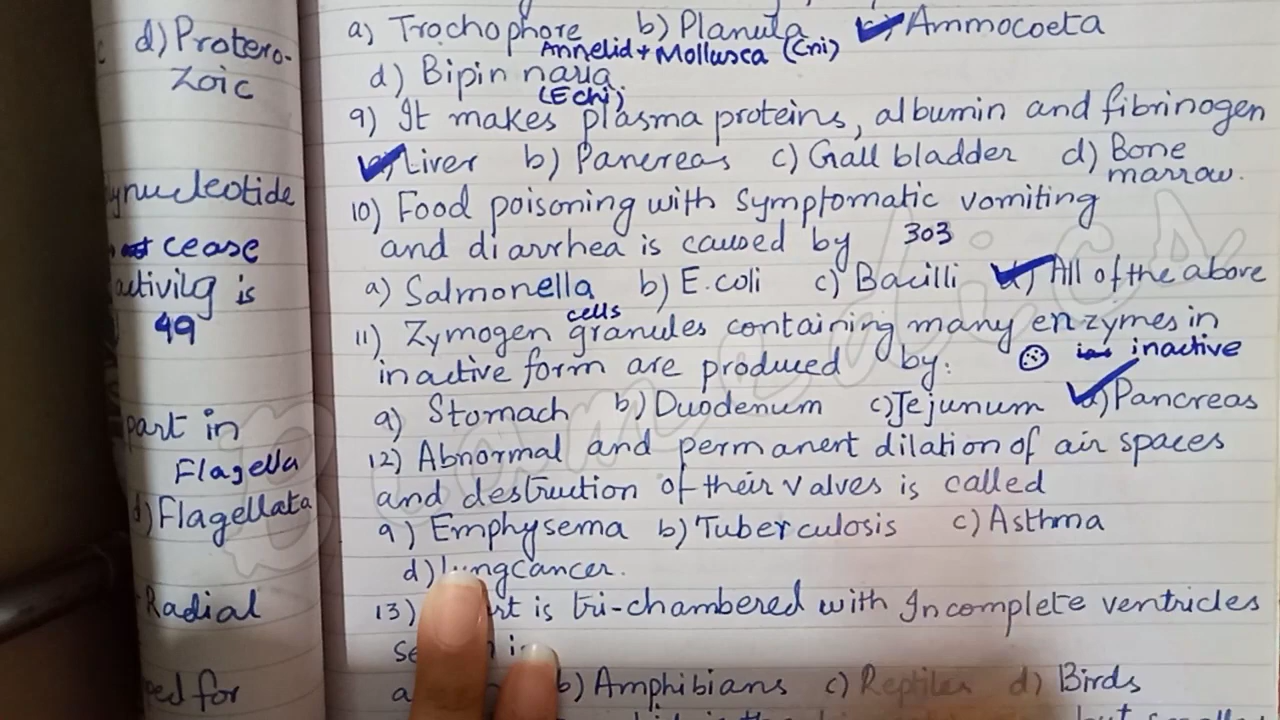 d) Protero-
zoic
ynucleotide
cease
activity is
49
part in
Flagella
d) Flagellata
Radial
ped for
a) Trochophore b) Planula c) Ammocoeta
Annelid + Mollusca (Cni)
d) Bipin naria
(Echi)
9) It makes plasma proteins, albumin and fibrinogen
a) Liver b) Pancreas c) Gall bladder d) Bone
marrow.
10) Food poisoning with Symptomatic vomiting
and diarrhea is caused by 303
a) Salmonella b) E.coli c) Bacilli d) All of the above
cells
11) Zymogen granules containing many enzymes in
inactive form are produced by: inactive
a) Stomach b) Duodenum c) Jejunum d) Pancreas
12) Abnormal and permanent dilation of air spaces
and destruction of their valves is called
a) Emphysema b) Tuberculosis c) Asthma
d) lung cancer.
13) is tri-chambered with Incomplete ventricles
a b) Amphibians c) Reptiles d) Birds